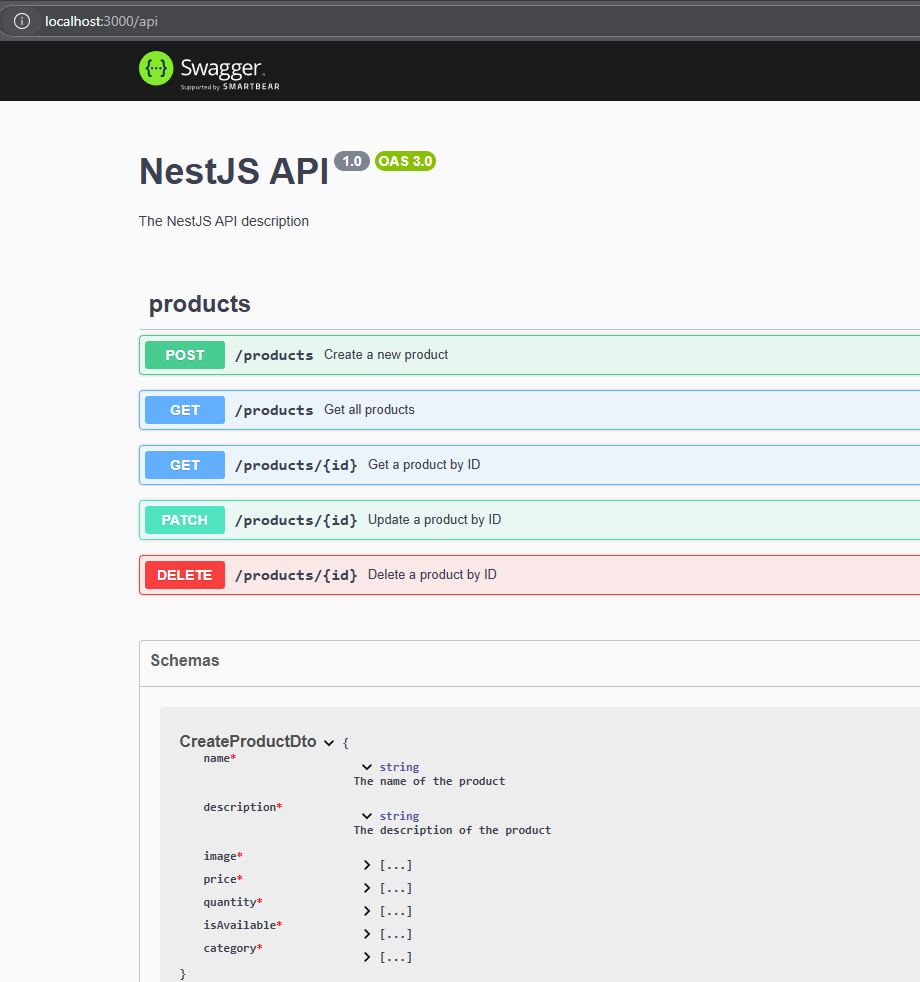 localhost:3000/api
{···} Swagger
Supported by SMARTBEAR
NestJS API 1.0 OAS 3.0
The NestJS API description
products
POST /products Create a new product
GET /products Get all products
GET /products/{id} Get a product by ID
PATCH /products/{id} Update a product by ID
DELETE /products/{id} Delete a product by ID
Schemas
CreateProductDto {
name*
string
The name of the product
description*
string
The description of the product
image* [...]
price* [...]
quantity* [...]
isAvailable* [...]
category* [...]
}